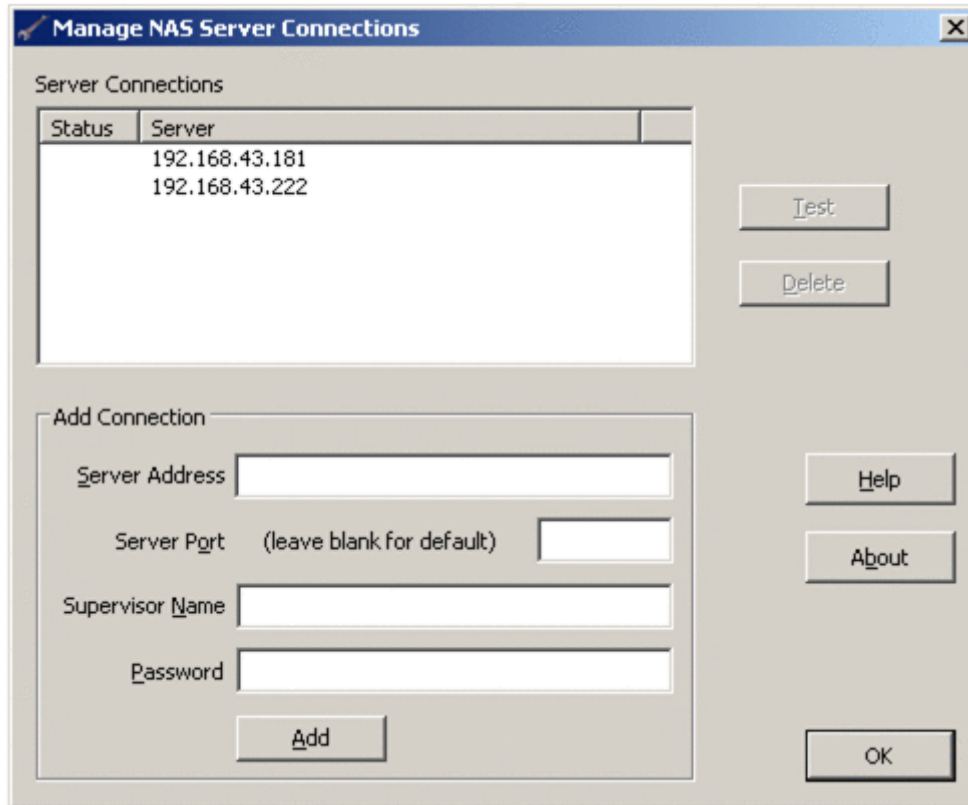 Manage NAS Server Connections
Server Connections
Status Server
192.168.43.181
192.168.43.222
Test
Delete
Add Connection
Server Address
Help
Server Port (leave blank for default)
About
Supervisor Name
Password
Add
OK